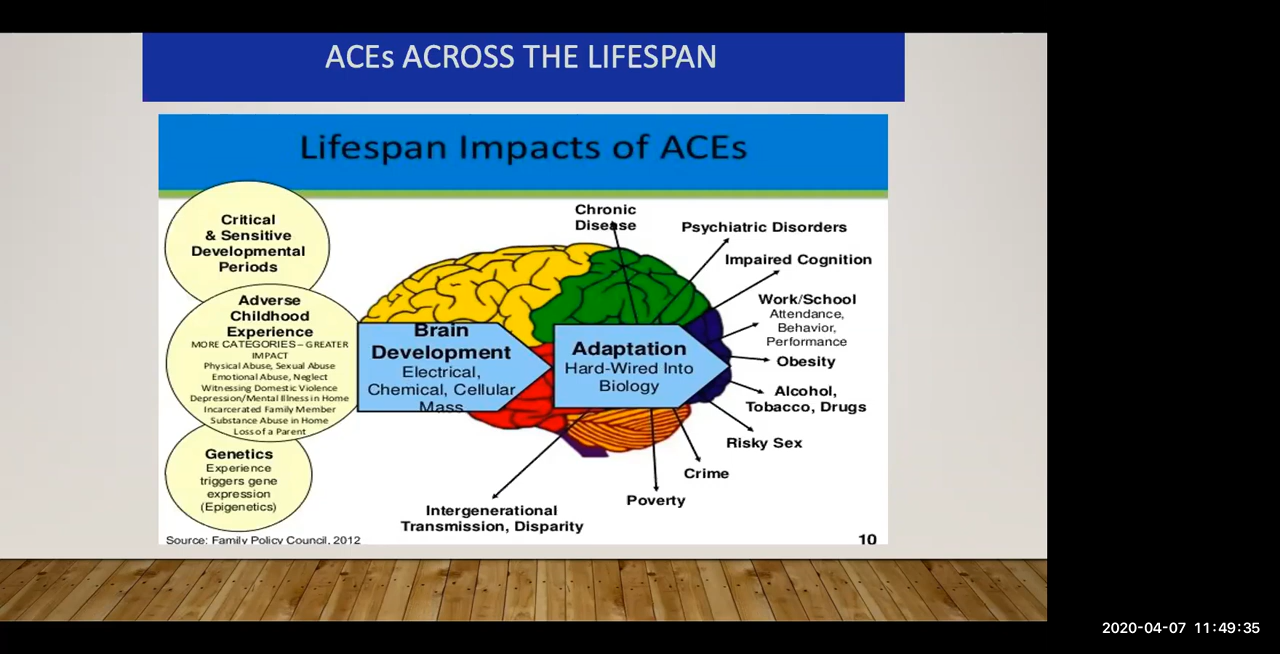 ACEs ACROSS THE LIFESPAN
Lifespan Impacts of ACEs
Critical
& Sensitive
Developmental
Periods
Adverse
Childhood
Experience
MORE CATEGORIES – GREATER
IMPACT
Physical Abuse, Sexual Abuse
Emotional Abuse, Neglect
Witnessing Domestic Violence
Depression/Mental Illness in Home
Incarcerated Family Member
Substance Abuse in Home
Loss of a Parent
Genetics
Experience
triggers gene
expression
(Epigenetics)
Brain
Development
Electrical,
Chemical, Cellular
Mass
Adaptation
Hard-Wired Into
Biology
Chronic
Disease
Psychiatric Disorders
Impaired Cognition
Work/School
Attendance,
Behavior,
Performance
Obesity
Alcohol,
Tobacco, Drugs
Risky Sex
Crime
Poverty
Intergenerational
Transmission, Disparity
Source: Family Policy Council, 2012
10
2020-04-07 11:49:35